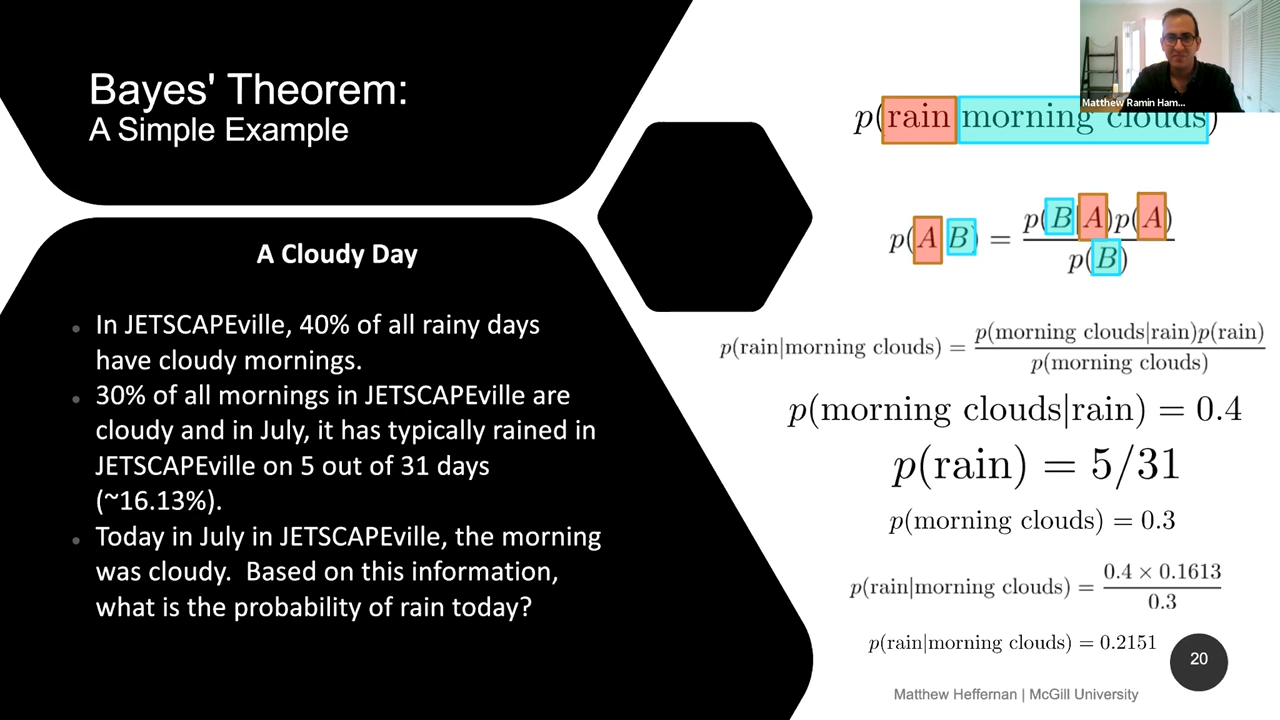 Bayes' Theorem:
A Simple Example
A Cloudy Day
• In JETSCAPEville, 40% of all rainy days
have cloudy mornings.
• 30% of all mornings in JETSCAPEville are
cloudy and in July, it has typically rained in
JETSCAPEville on 5 out of 31 days
(~16.13%).
• Today in July in JETSCAPEville, the morning
was cloudy.  Based on this information,
what is the probability of rain today?
Matthew Ramin Ham...
p(rain|morning clouds)
p(A|B) = p(B|A)p(A) / p(B)
p(rain|morning clouds) = p(morning clouds|rain)p(rain) / p(morning clouds)
p(morning clouds|rain) = 0.4
p(rain) = 5/31
p(morning clouds) = 0.3
p(rain|morning clouds) = 0.4 × 0.1613 / 0.3
p(rain|morning clouds) = 0.2151
20
Matthew Heffernan | McGill University